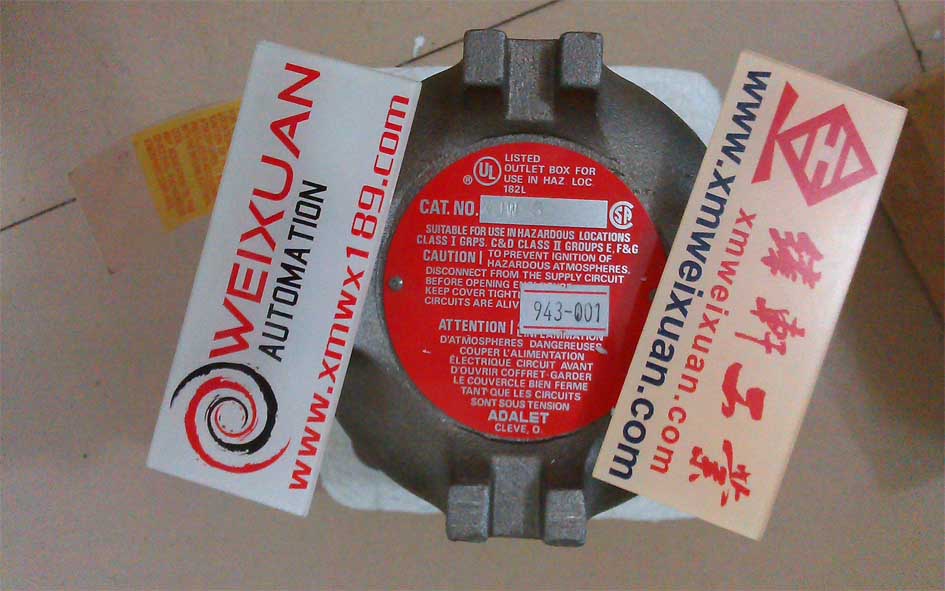 WEIXUAN
AUTOMATION
www.xmwx189.com
UL
®
LISTED
OUTLET BOX FOR
USE IN HAZ. LOC.
182L
CAT. NO.
SUITABLE FOR USE IN HAZARDOUS LOCATIONS
CLASS I GRPS. C&D CLASS II GROUPS E, F&G
CAUTION | TO PREVENT IGNITION OF
HAZARDOUS ATMOSPHERES.
DISCONNECT FROM THE SUPPLY CIRCUIT
BEFORE OPENING
KEEP COVER
CIRCUITS ARE
943-001
ATTENTION | L'INFLAMMATION
D'ATMOSPHERES DANGEREUSES
COUPER L'ALIMENTATION
ÉLECTRIQUE CIRCUIT AVANT
D'OUVRIR COFFRET-GARDER
LE COUVERCLE BIEN FERME
TANT QUE LES CIRCUITS
SONT SOUS TENSION
ADALET
CLEVE, O.
www.xmweixuan.com
xmweixuan.com